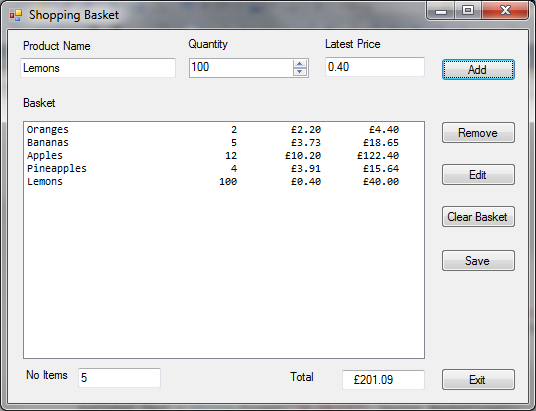 Shopping Basket
Product Name Quantity Latest Price
Lemons 100 0.40 Add
Basket
Oranges 2 £2.20 £4.40
Bananas 5 £3.73 £18.65
Apples 12 £10.20 £122.40
Pineapples 4 £3.91 £15.64
Lemons 100 £0.40 £40.00
Remove
Edit
Clear Basket
Save
No Items 5 Total £201.09 Exit